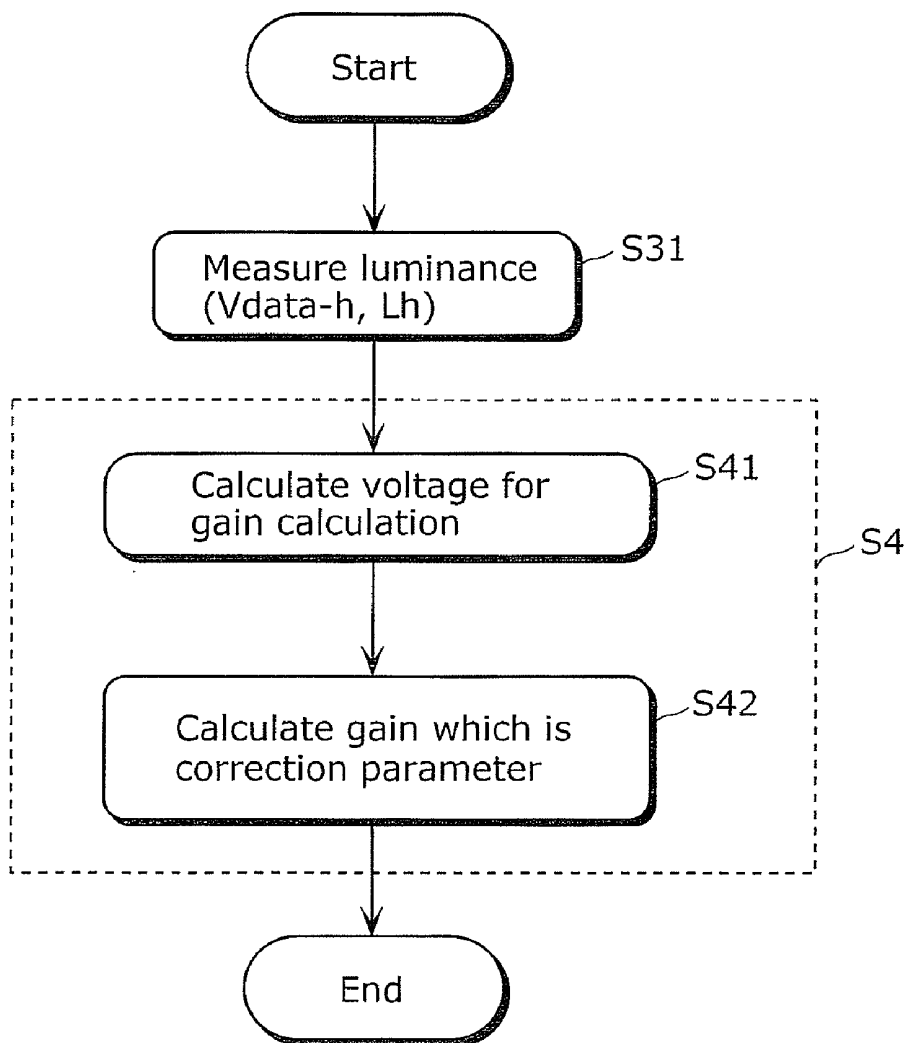 Start
S31
Measure luminance
(Vdata-h, Lh)
S41
Calculate voltage for
gain calculation
S4
S42
Calculate gain which is
correction parameter
End